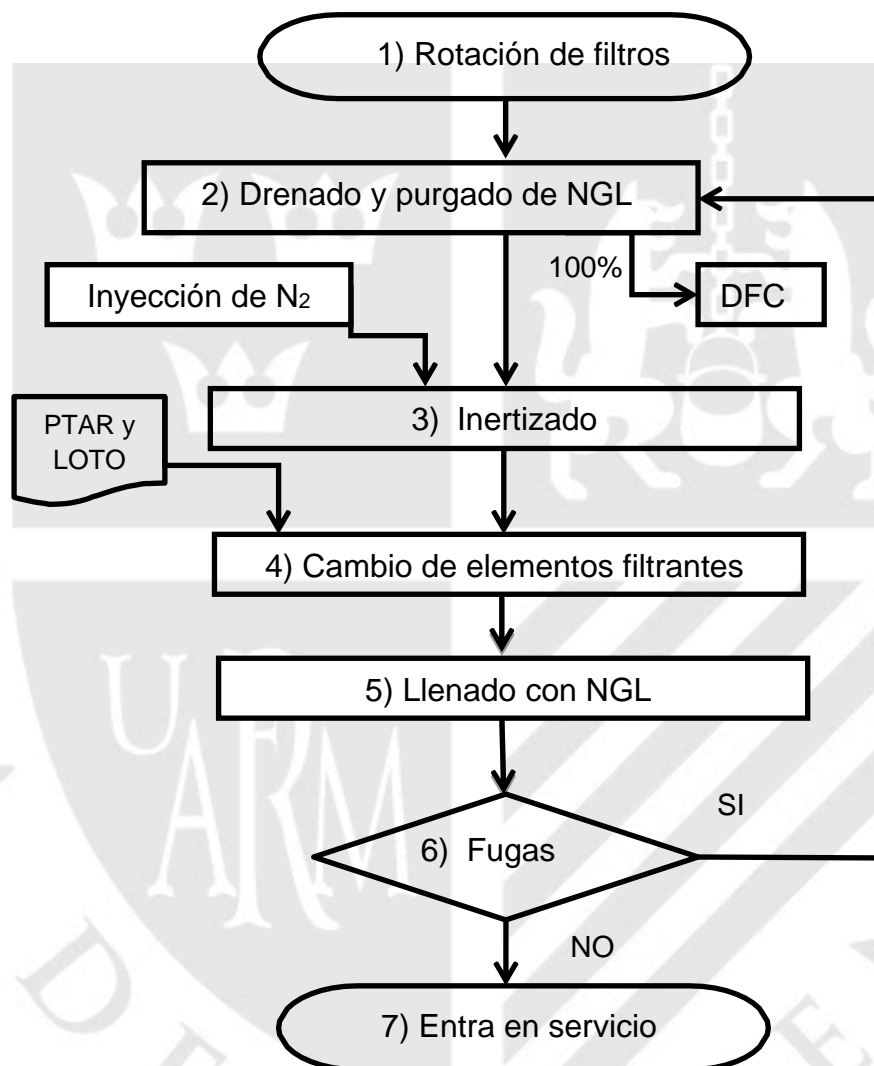 1) Rotación de filtros
2) Drenado y purgado de NGL
100%
DFC
Inyección de N2
3) Inertizado
PTAR y
LOTO
4) Cambio de elementos filtrantes
5) Llenado con NGL
SI
6) Fugas
NO
7) Entra en servicio
U
ARM
D
E